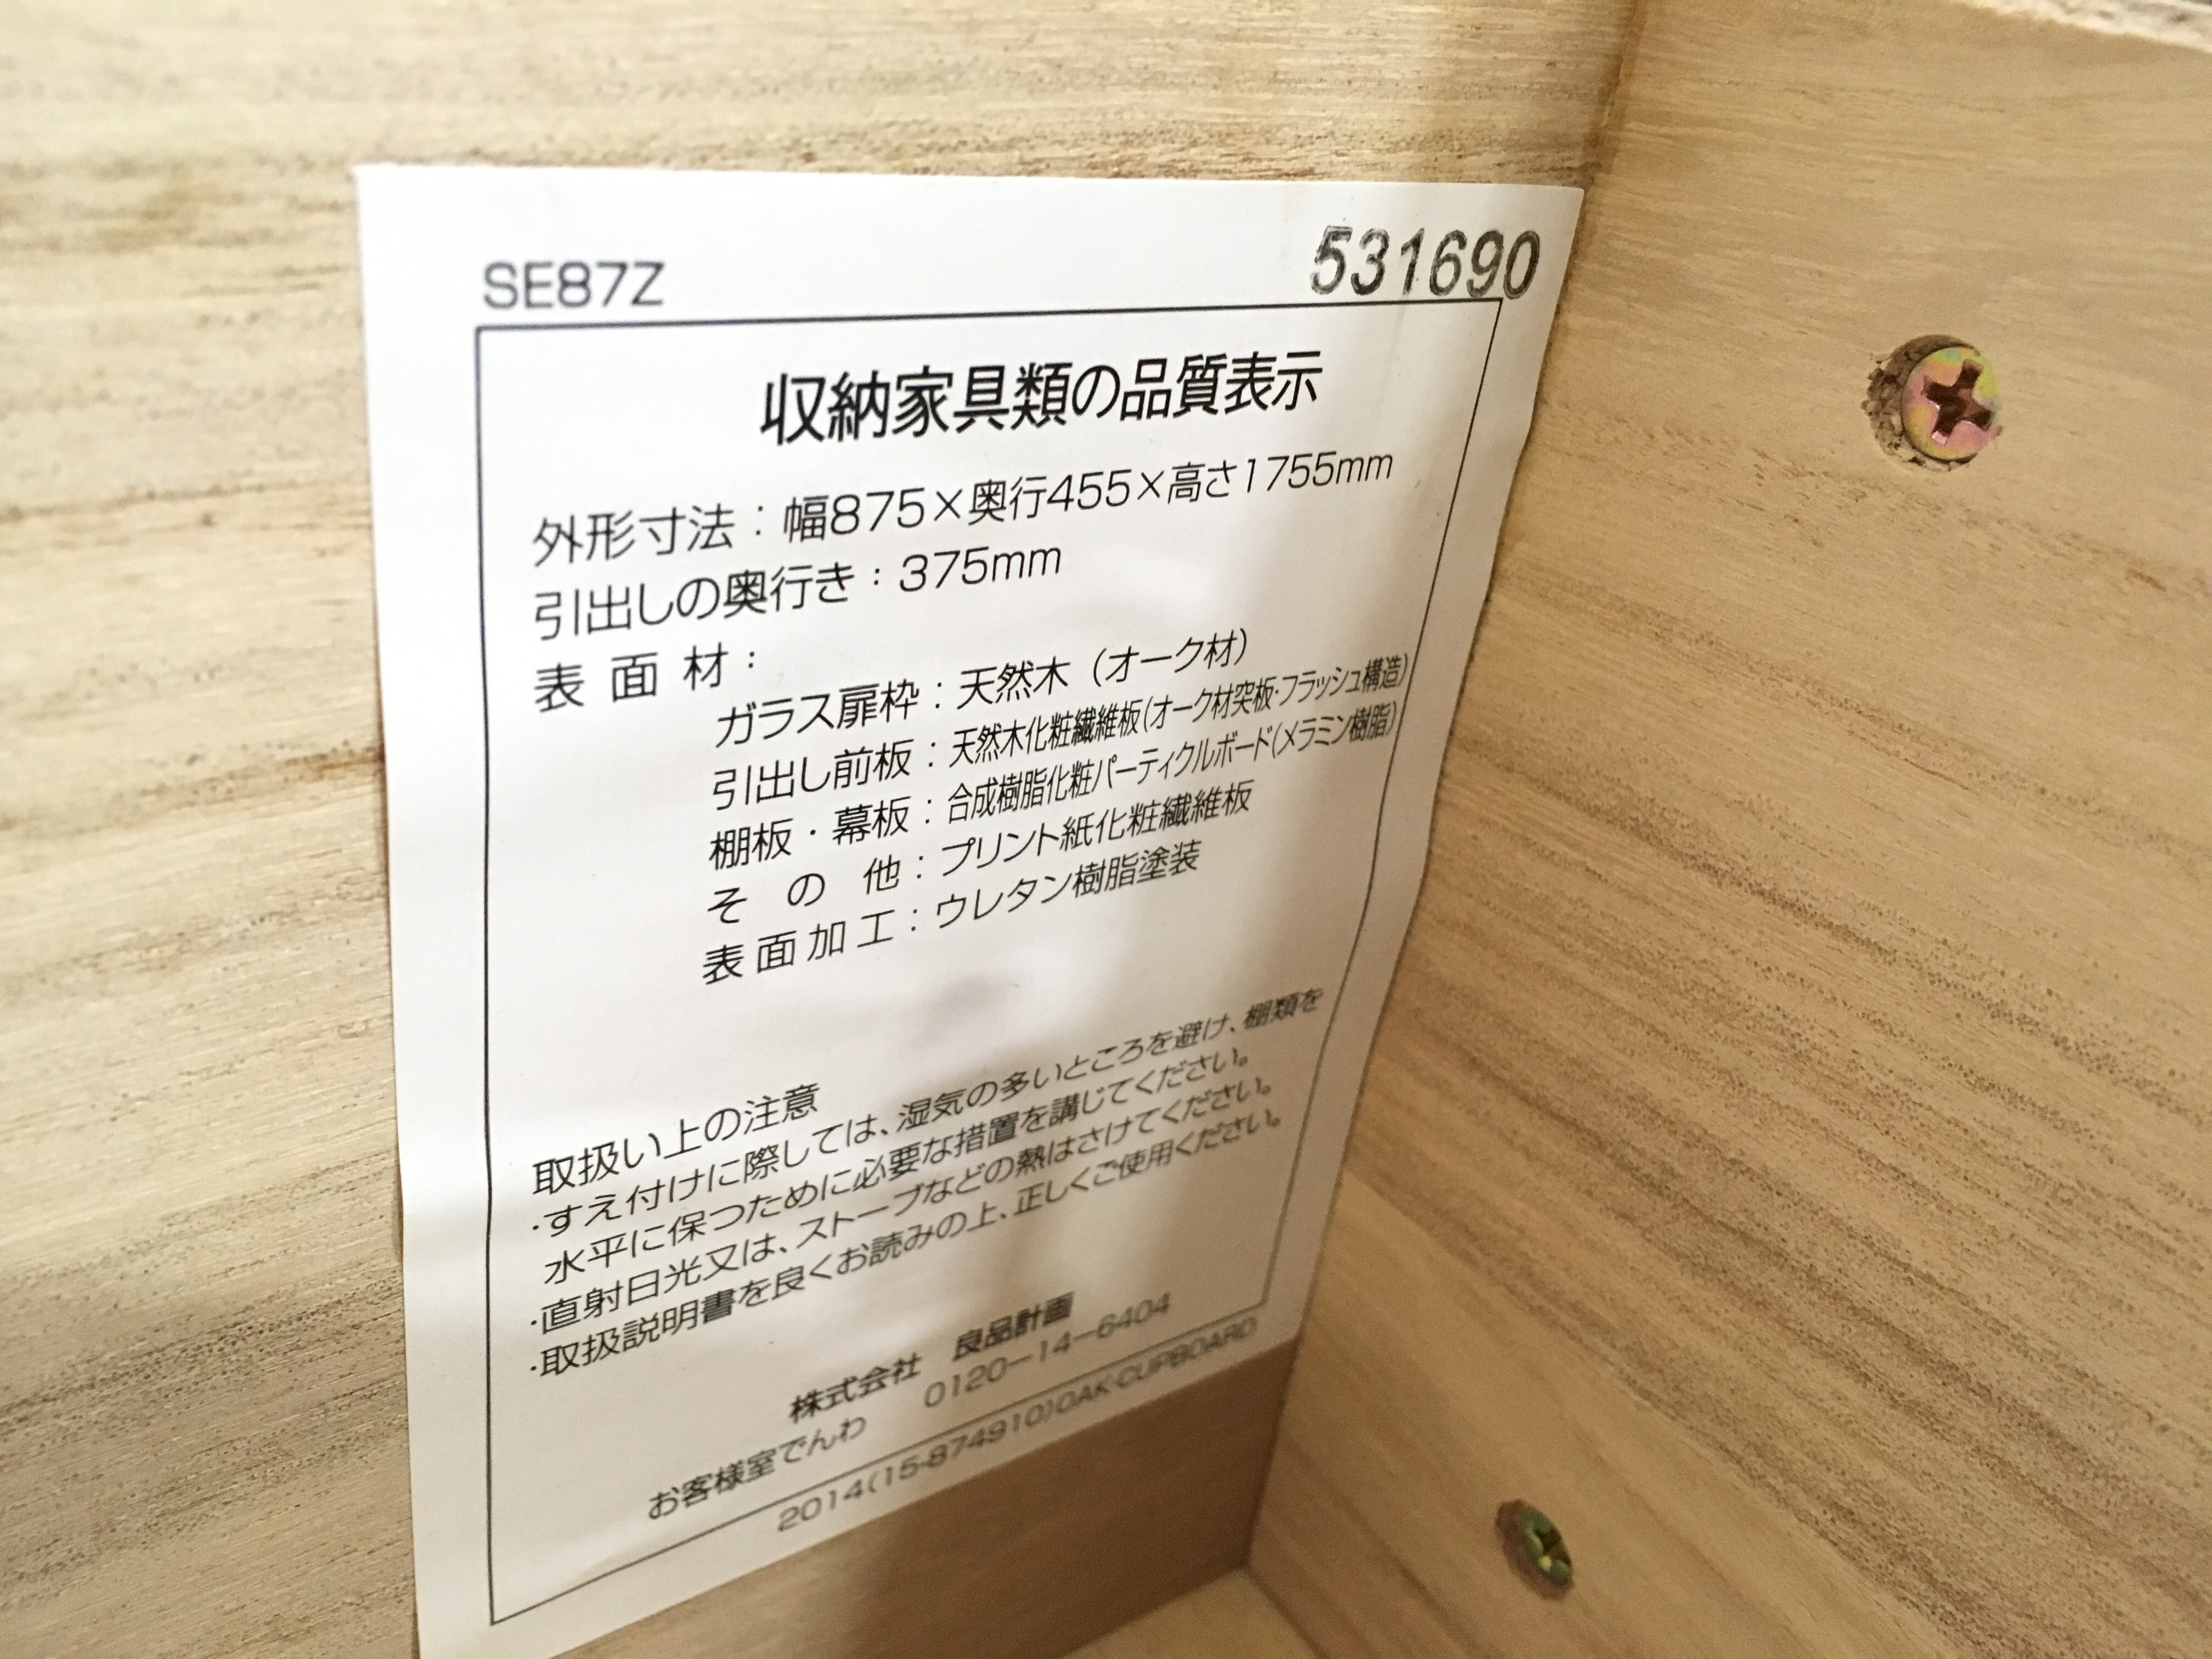 SE87Z
531690
収納家具類の品質表示
外形寸法：幅875×奥行455×高さ1755mm
引出しの奥行き：375mm
表面材：
ガラス扉枠：天然木（オーク材）
引出し前板：天然木化粧繊維板(オーク材突板･フラッシュ構造)
棚板・幕板：合成樹脂化粧パーティクルボード(メラミン樹脂)
その他：プリント紙化粧繊維板
表面加工：ウレタン樹脂塗装
取扱い上の注意
･すえ付けに際しては、湿気の多いところを避け、棚類を
水平に保つために必要な措置を講じてください。
･直射日光又は、ストーブなどの熱はさけてください。
･取扱説明書を良くお読みの上、正しくご使用ください。
株式会社 良品計画
お客様室でんわ 0120－14－6404
2014(15-874910)OAK-CUPBOARD